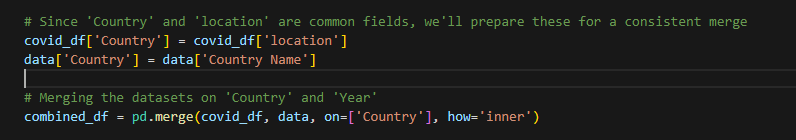 # Since 'Country' and 'location' are common fields, we'll prepare these for a consistent merge
covid_df['Country'] = covid_df['location']
data['Country'] = data['Country Name']
# Merging the datasets on 'Country' and 'Year'
combined_df = pd.merge(covid_df, data, on=['Country'], how='inner')